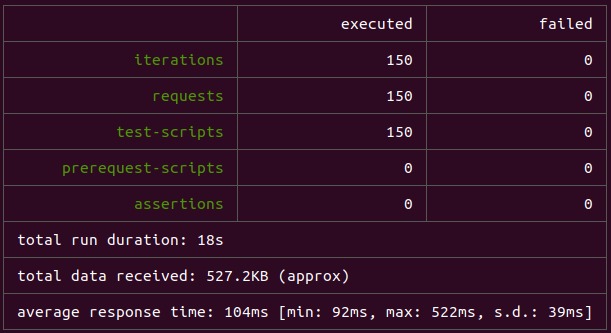 executed failed
iterations 150 0
requests 150 0
test-scripts 150 0
prerequest-scripts 0 0
assertions 0 0
total run duration: 18s
total data received: 527.2KB (approx)
average response time: 104ms [min: 92ms, max: 522ms, s.d.: 39ms]